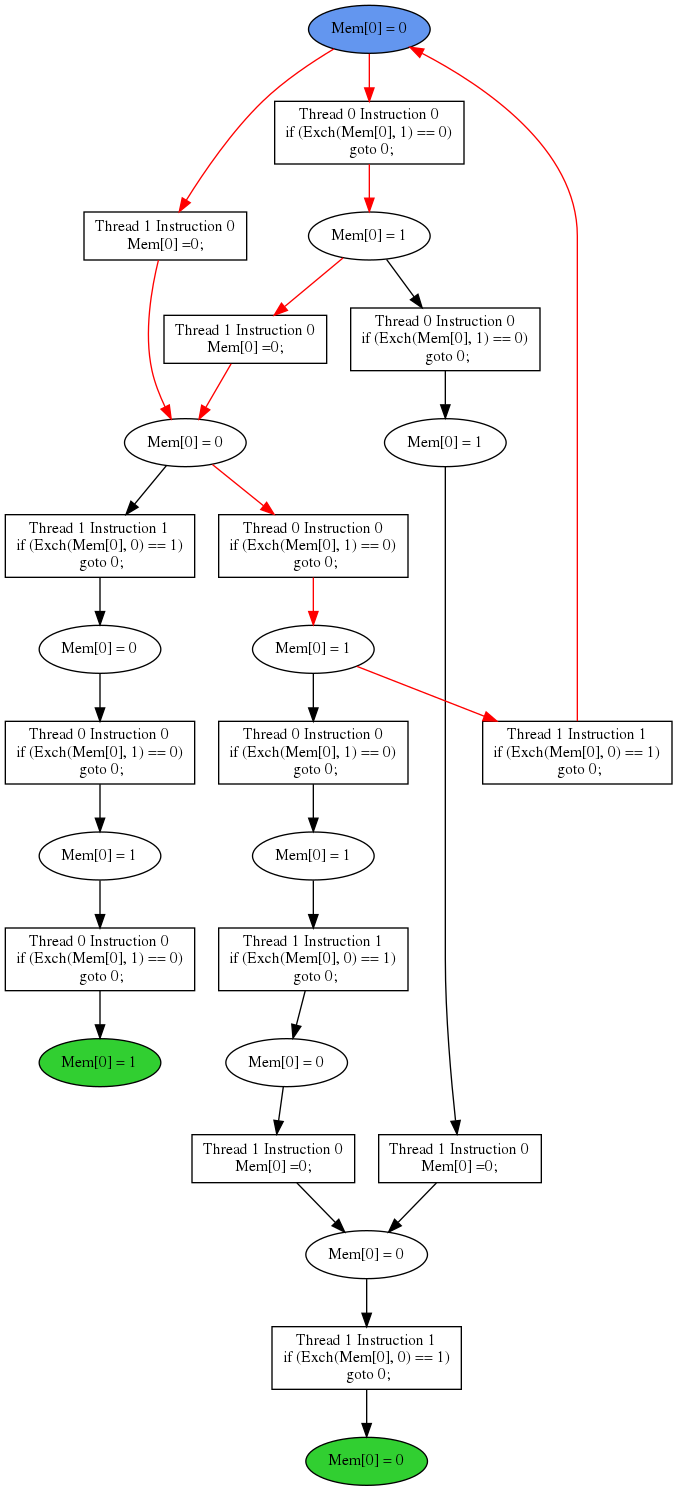 Mem[0] = 0
Thread 0 Instruction 0
if (Exch(Mem[0], 1) == 0)
goto 0;
Thread 1 Instruction 0
Mem[0] =0;
Mem[0] = 1
Thread 1 Instruction 0
Mem[0] =0;
Thread 0 Instruction 0
if (Exch(Mem[0], 1) == 0)
goto 0;
Mem[0] = 0
Mem[0] = 1
Thread 1 Instruction 1
if (Exch(Mem[0], 0) == 1)
goto 0;
Thread 0 Instruction 0
if (Exch(Mem[0], 1) == 0)
goto 0;
Mem[0] = 0
Mem[0] = 1
Thread 0 Instruction 0
if (Exch(Mem[0], 1) == 0)
goto 0;
Thread 0 Instruction 0
if (Exch(Mem[0], 1) == 0)
goto 0;
Thread 1 Instruction 1
if (Exch(Mem[0], 0) == 1)
goto 0;
Mem[0] = 1
Mem[0] = 1
Thread 0 Instruction 0
if (Exch(Mem[0], 1) == 0)
goto 0;
Thread 1 Instruction 1
if (Exch(Mem[0], 0) == 1)
goto 0;
Mem[0] = 1
Mem[0] = 0
Thread 1 Instruction 0
Mem[0] =0;
Thread 1 Instruction 0
Mem[0] =0;
Mem[0] = 0
Thread 1 Instruction 1
if (Exch(Mem[0], 0) == 1)
goto 0;
Mem[0] = 0